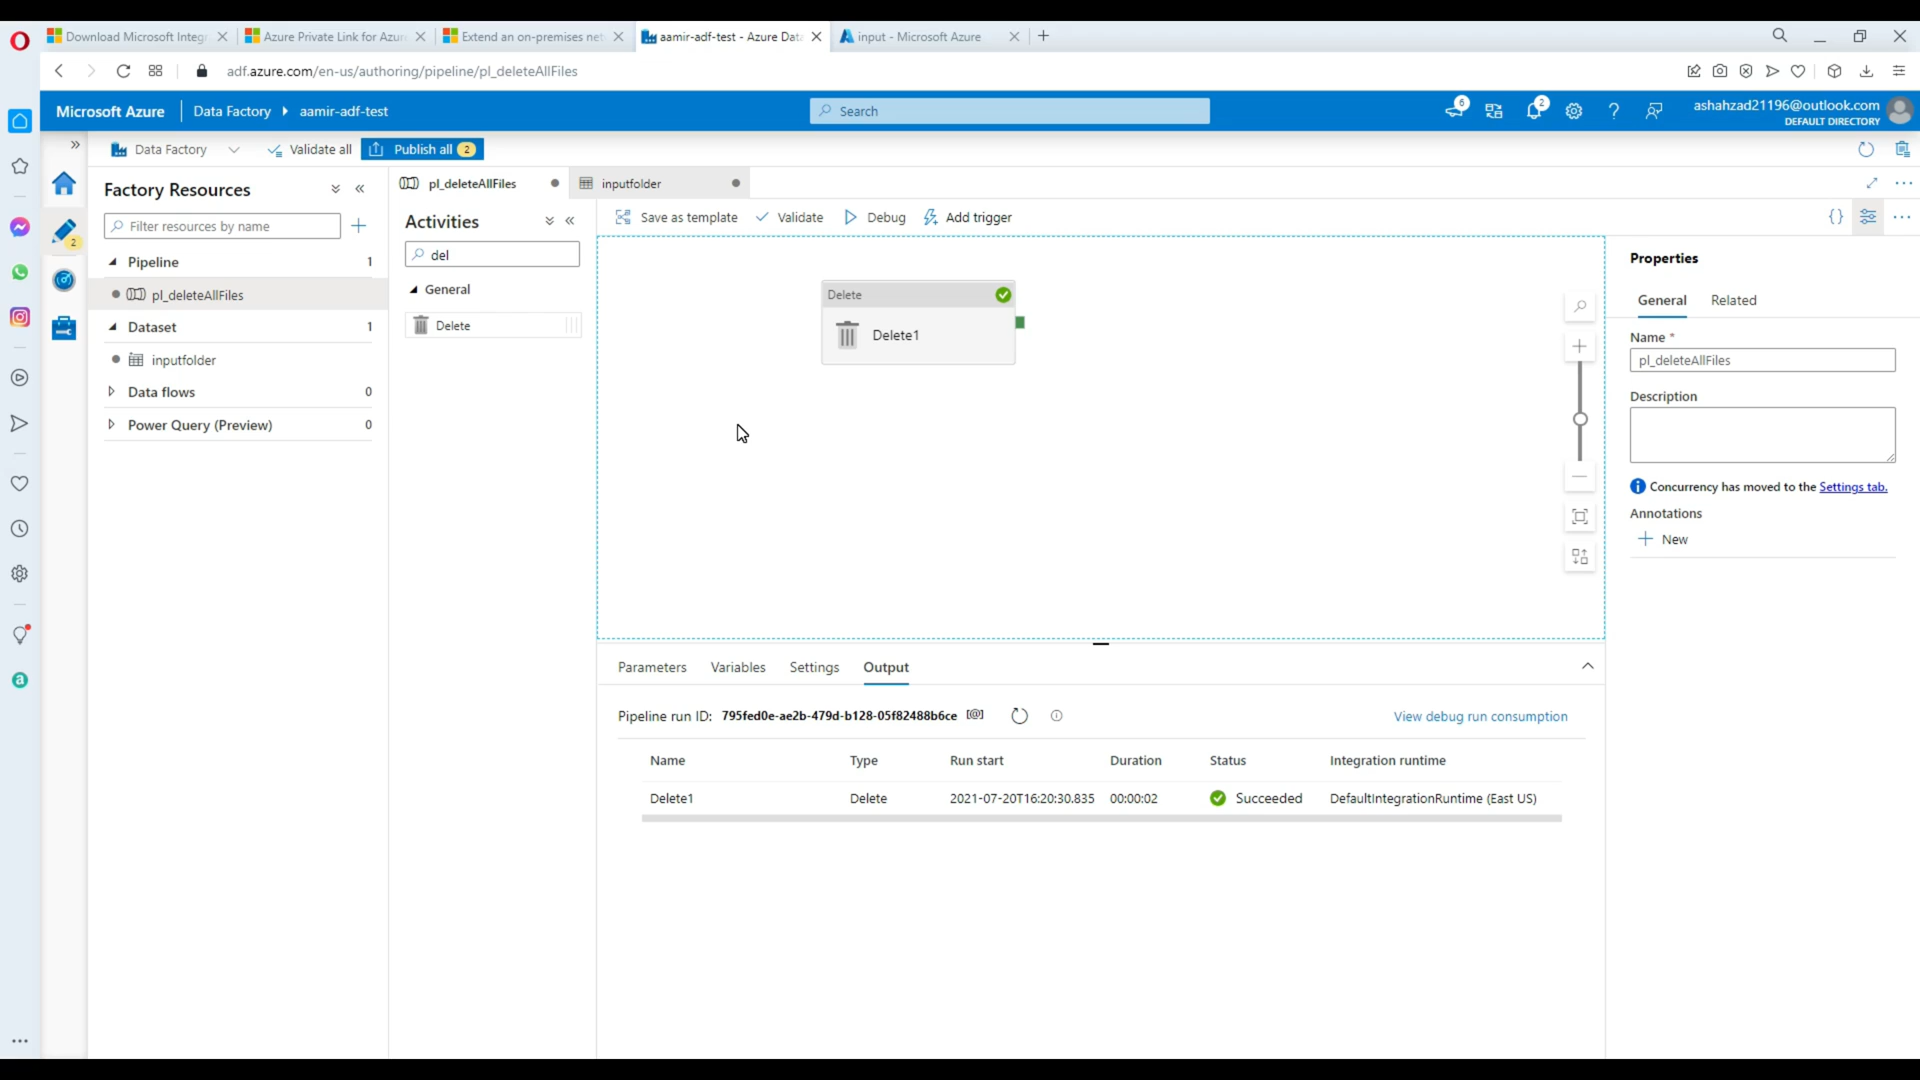 Download Microsoft Integr
Azure Private Link for Azur
Extend an on-premises net
aamir-adf-test - Azure Data
input - Microsoft Azure
adf.azure.com/en-us/authoring/pipeline/pl_deleteAllFiles
Microsoft Azure
Data Factory
aamir-adf-test
Search
6
2
ashahzad21196@outlook.com
DEFAULT DIRECTORY
Data Factory
Validate all
Publish all 2
Factory Resources
pl_deleteAllFiles
inputfolder
Activities
Save as template
Validate
Debug
Add trigger
Filter resources by name
2
del
Pipeline 1
pl_deleteAllFiles
General
Dataset 1
Delete
inputfolder
Data flows 0
Power Query (Preview) 0
Delete
Delete1
Properties
General
Related
Name *
pl_deleteAllFiles
Description
Concurrency has moved to the Settings tab.
Annotations
New
Parameters
Variables
Settings
Output
Pipeline run ID: 795fed0e-ae2b-479d-b128-05f82488b6ce
View debug run consumption
Name Type Run start Duration Status Integration runtime
Delete1 Delete 2021-07-20T16:20:30.835 00:00:02 Succeeded DefaultIntegrationRuntime (East US)